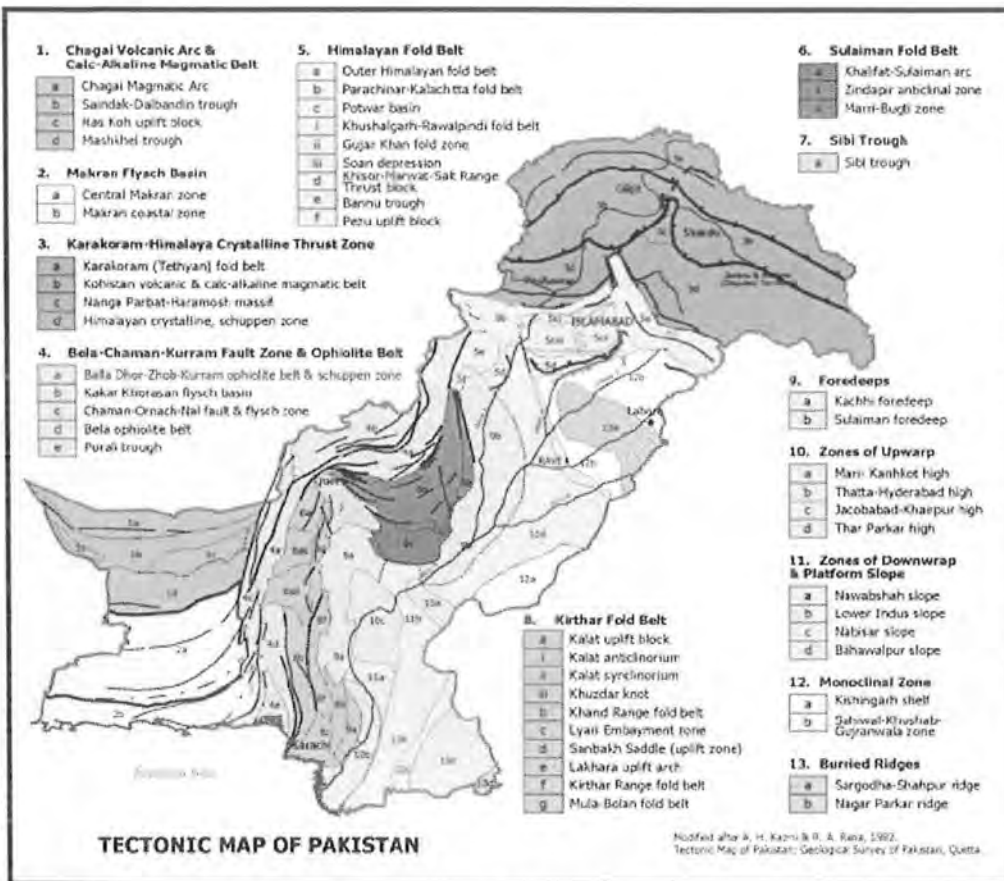 1. Chagai Volcanic Arc &
Calc-Alkaline Magmatic Belt
a Chagai Magmatic Arc
b Saindak-Dalbandin trough
c Ras Koh uplift block
d Mashkhel trough
2. Makran Flysch Basin
a Central Makran zone
b Makran coastal zone
3. Karakoram-Himalaya Crystalline Thrust Zone
a Karakoram (Tethyan) fold belt
b Kohistan volcanic & calc-alkaline magmatic belt
c Nanga Parbat-Haramosh massif
d Himalayan crystalline, schuppen zone
4. Bela-Chaman-Kurram Fault Zone & Ophiolite Belt
a Balla Dhor-Zhob-Kurram ophiolite belt & schuppen zone
b Kakar Khorasan flysch basin
c Chaman-Ornach-Nal fault & flysch zone
d Bela ophiolite belt
e Porali trough
5. Himalayan Fold Belt
a Outer Himalayan fold belt
b Parachinar-Kalachtta fold belt
c Potwar basin
i Khushalgarh-Rawalpindi fold belt
ii Gujar Khan fold zone
iii Soan depression
d Khisor-Marwat-Salt Range
Thrust block
e Bannu trough
f Pezu uplift block
6. Sulaiman Fold Belt
Khalifat-Sulaiman arc
Zindapir anticlinal zone
Marri-Bugti zone
7. Sibi Trough
a Sibi trough
Gilgit
Skardu
ISLAMABAD
Lahore
Karachi
8. Kirthar Fold Belt
a Kalat uplift block
i Kalat anticlinorium
ii Kalat synclinorium
iii Khuzdar knot
b Khand Range fold belt
c Lyari Embayment zone
d Sanbakh Saddle (uplift zone)
e Lakhara uplift arch
f Kirthar Range fold belt
g Mula-Bolan fold belt
9. Foredeeps
a Kachhi foredeep
b Sulaiman foredeep
10. Zones of Upwarp
a Mari- Kanhkot high
b Thatta-Hyderabad high
c Jacobabad-Khairpur high
d Thar Parkar high
11. Zones of Downwrap
& Platform Slope
a Nawabshah slope
b Lower Indus slope
c Nabisar slope
d Bahawalpur slope
12. Monoclinal Zone
a Kishingarh shelf
b Sahiwal-Khushab-
Gujranwala zone
13. Burried Ridges
a Sargodha-Shahpur ridge
b Nagar Parkar ridge
TECTONIC MAP OF PAKISTAN
Modified after A. H. Kazmi & R. A. Rana, 1982.
Tectonic Map of Pakistan; Geological Survey of Pakistan, Quetta.